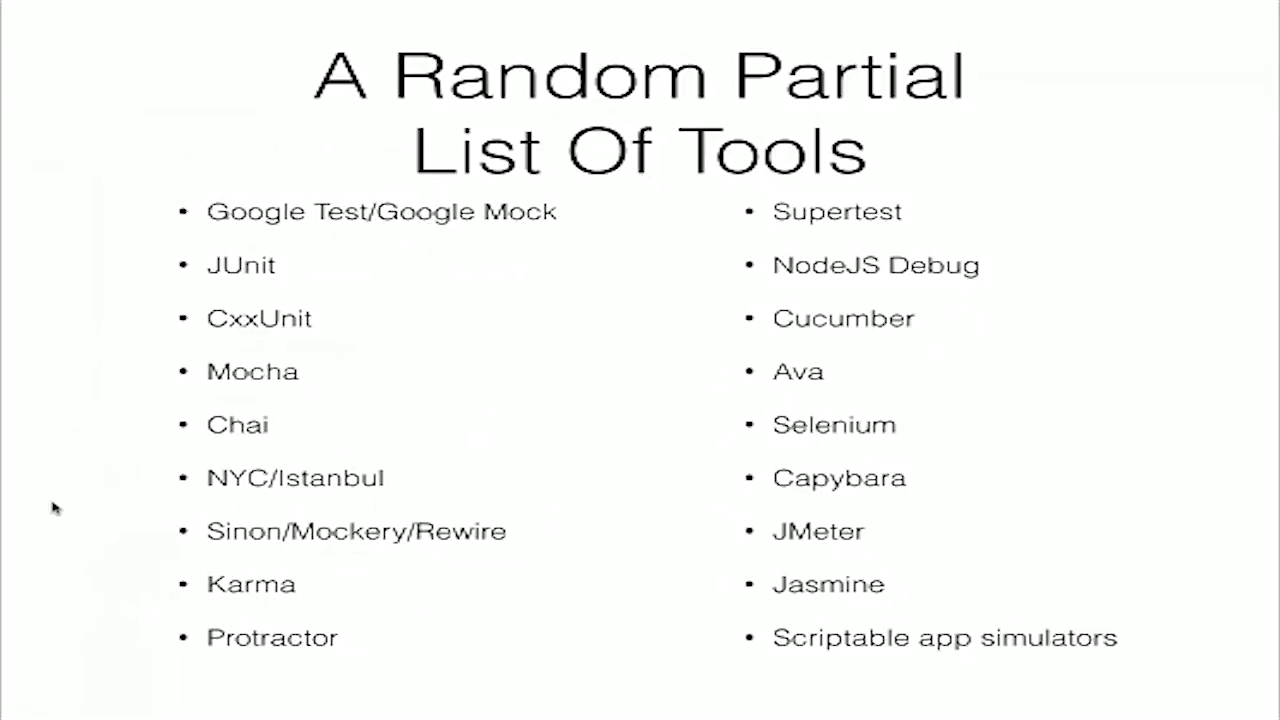 A Random Partial
List Of Tools
• Google Test/Google Mock
• JUnit
• CxxUnit
• Mocha
• Chai
• NYC/Istanbul
• Sinon/Mockery/Rewire
• Karma
• Protractor
• Supertest
• NodeJS Debug
• Cucumber
• Ava
• Selenium
• Capybara
• JMeter
• Jasmine
• Scriptable app simulators